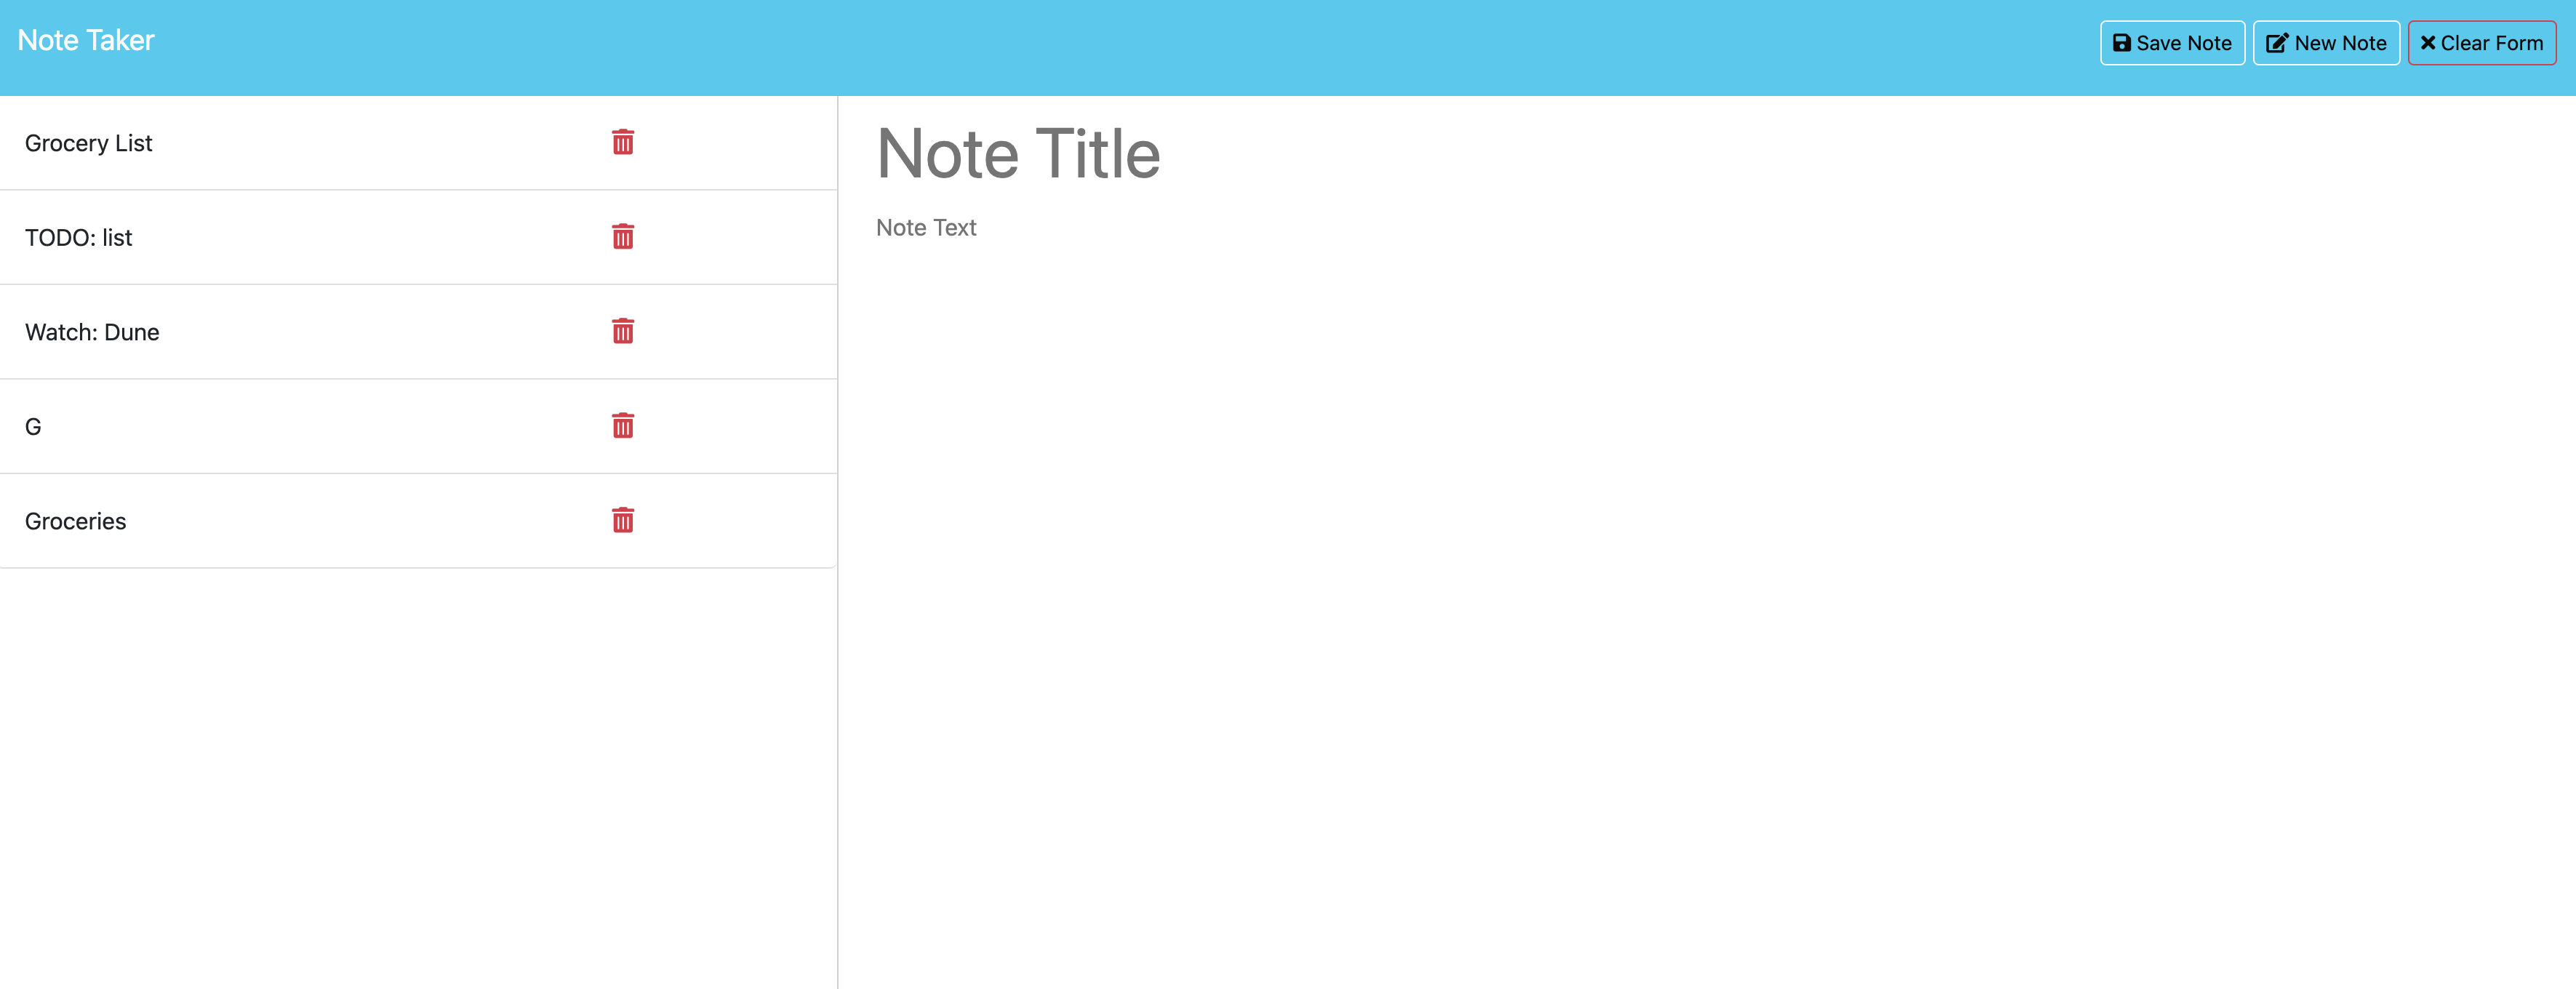 Note Taker
Save Note
New Note
Clear Form
Grocery List
TODO: list
Watch: Dune
G
Groceries
Note Title
Note Text